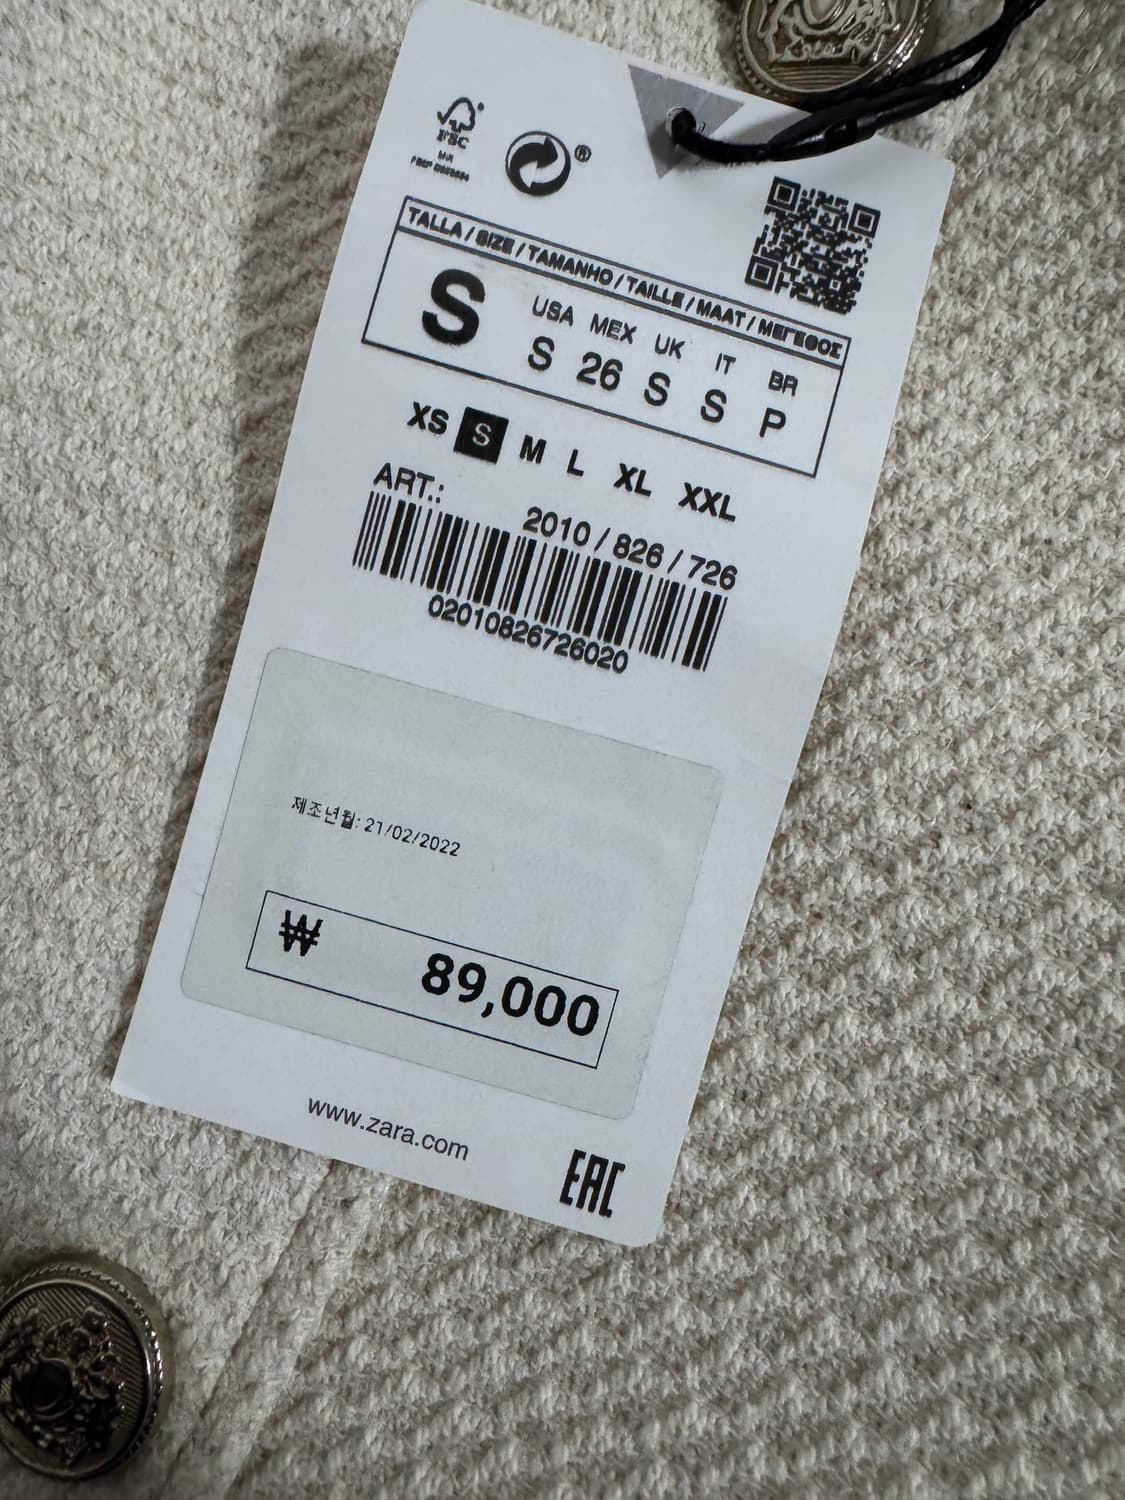 FSC
®
TALLA / SIZE / TAMANHO / TAILLE / MAAT / ΜΕΓΕΘΟΣ
S
USA MEX UK IT BR
S 26 S S P
XS S M L XL XXL
ART.:
2010 / 826 / 726
02010826726020
제조년월: 21/02/2022
₩ 89,000
www.zara.com
EAC